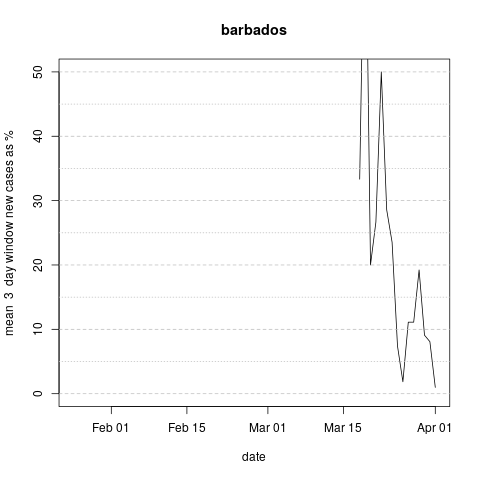 barbados
mean  3  day window new cases as %
50
40
30
20
10
0
Feb 01
Feb 15
Mar 01
Mar 15
Apr 01
date